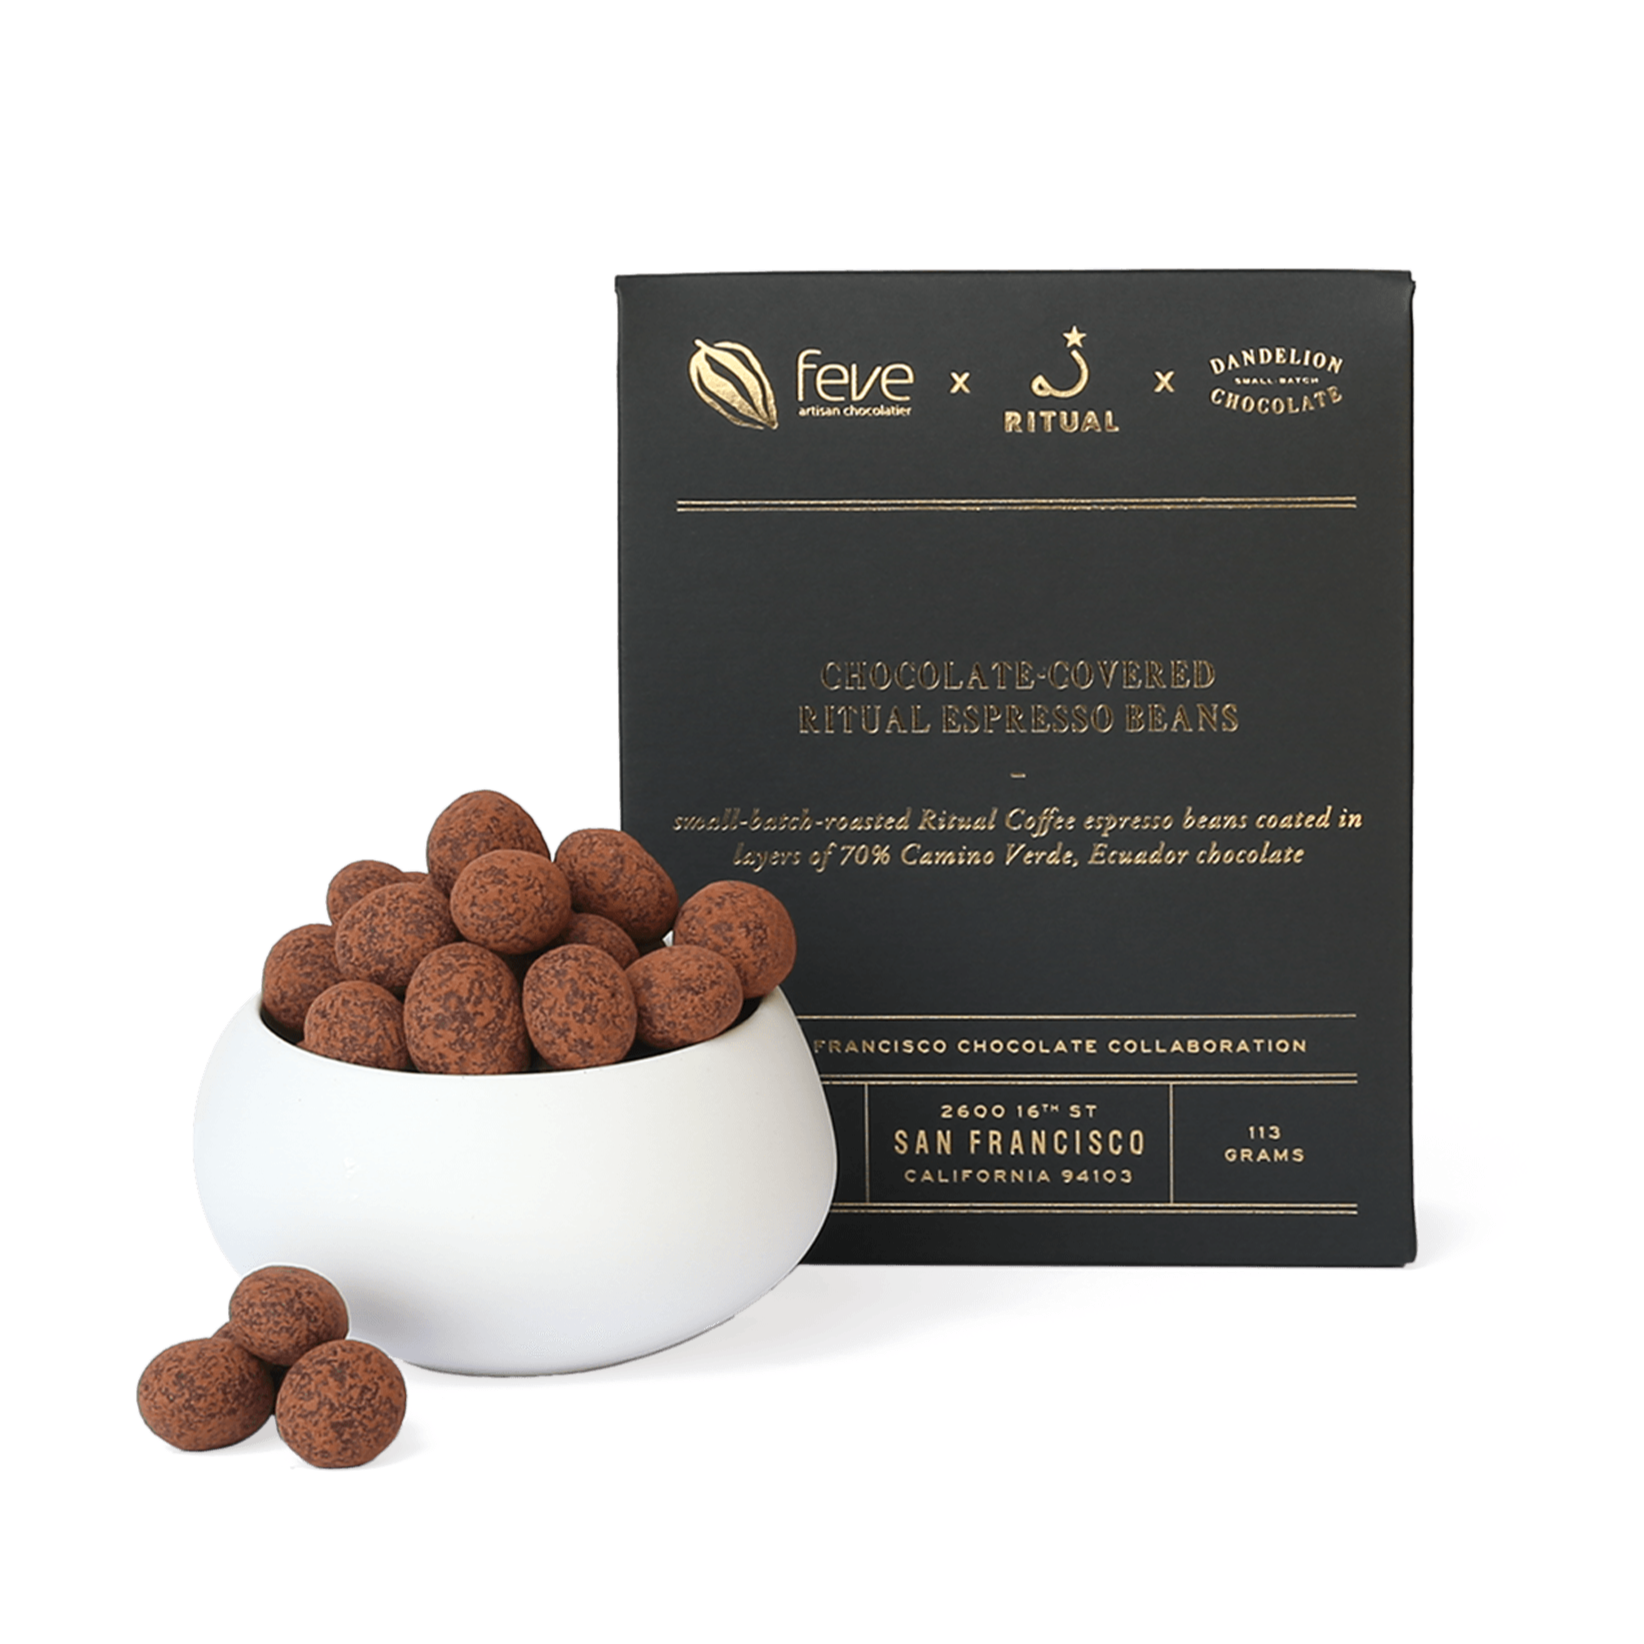 feve
artisan chocolatier
x
RITUAL
x
DANDELION
SMALL-BATCH
CHOCOLATE
CHOCOLATE-COVERED
RITUAL ESPRESSO BEANS
–
small-batch-roasted Ritual Coffee espresso beans coated in
layers of 70% Camino Verde, Ecuador chocolate
FRANCISCO CHOCOLATE COLLABORATION
2600 16TH ST
SAN FRANCISCO
CALIFORNIA 94103
113
GRAMS